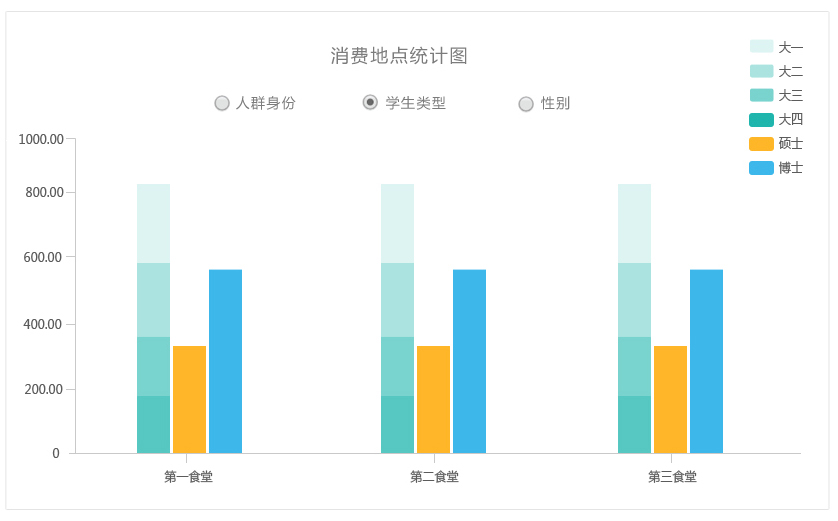 消费地点统计图
人群身份
学生类型
性别
大一
大二
大三
大四
硕士
博士
1000.00
800.00
600.00
400.00
200.00
0
第一食堂
第二食堂
第三食堂